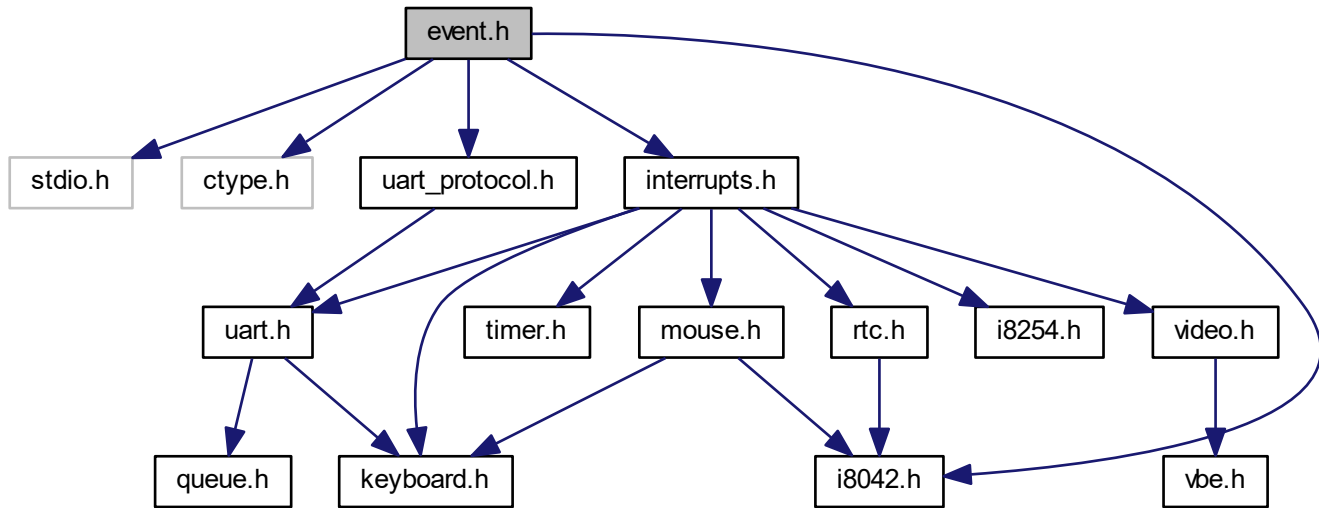 event.h
stdio.h
ctype.h
uart_protocol.h
interrupts.h
uart.h
timer.h
mouse.h
rtc.h
i8254.h
video.h
queue.h
keyboard.h
i8042.h
vbe.h